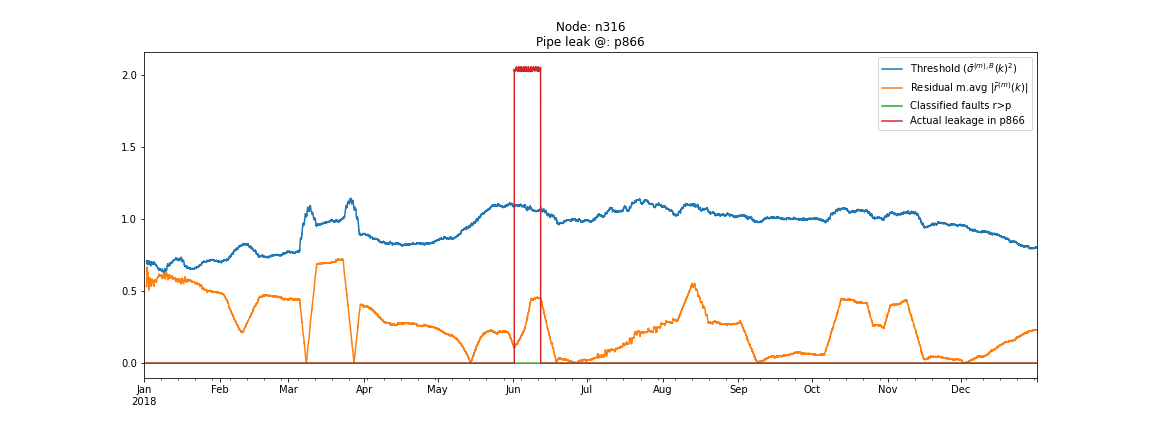 Node: n316
Pipe leak @: p866
2.0
1.5
1.0
0.5
0.0
Threshold (σ̄^(m),B(k)²)
Residual m.avg |r̄^(m)(k)|
Classified faults r>p
Actual leakage in p866
Jan Feb Mar Apr May Jun Jul Aug Sep Oct Nov Dec
2018